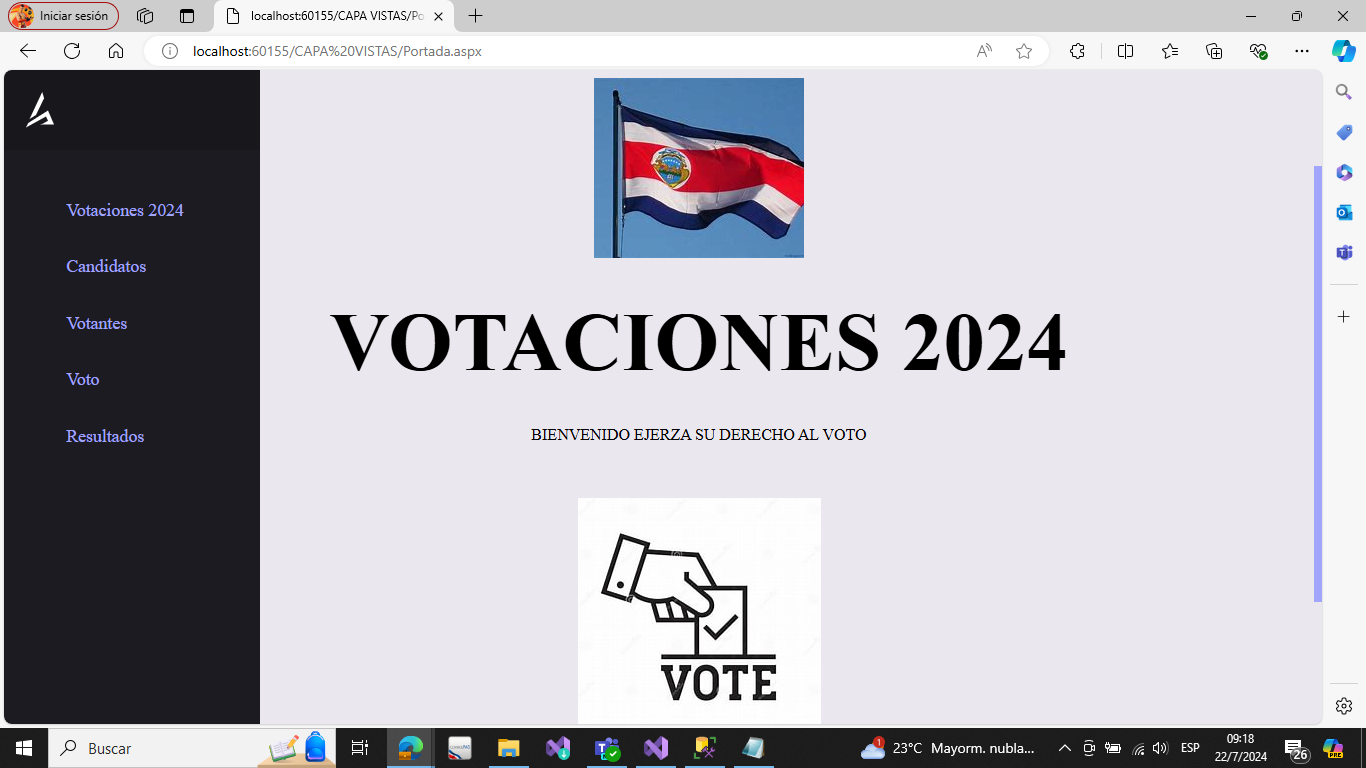 Iniciar sesión
localhost:60155/CAPA VISTAS/Po
localhost:60155/CAPA%20VISTAS/Portada.aspx
Votaciones 2024
Candidatos
Votantes
Voto
Resultados
VOTACIONES 2024
BIENVENIDO EJERZA SU DERECHO AL VOTO
VOTE
Buscar
1
23°C Mayorm. nubla...
ESP
09:18
22/7/2024
26
PRE